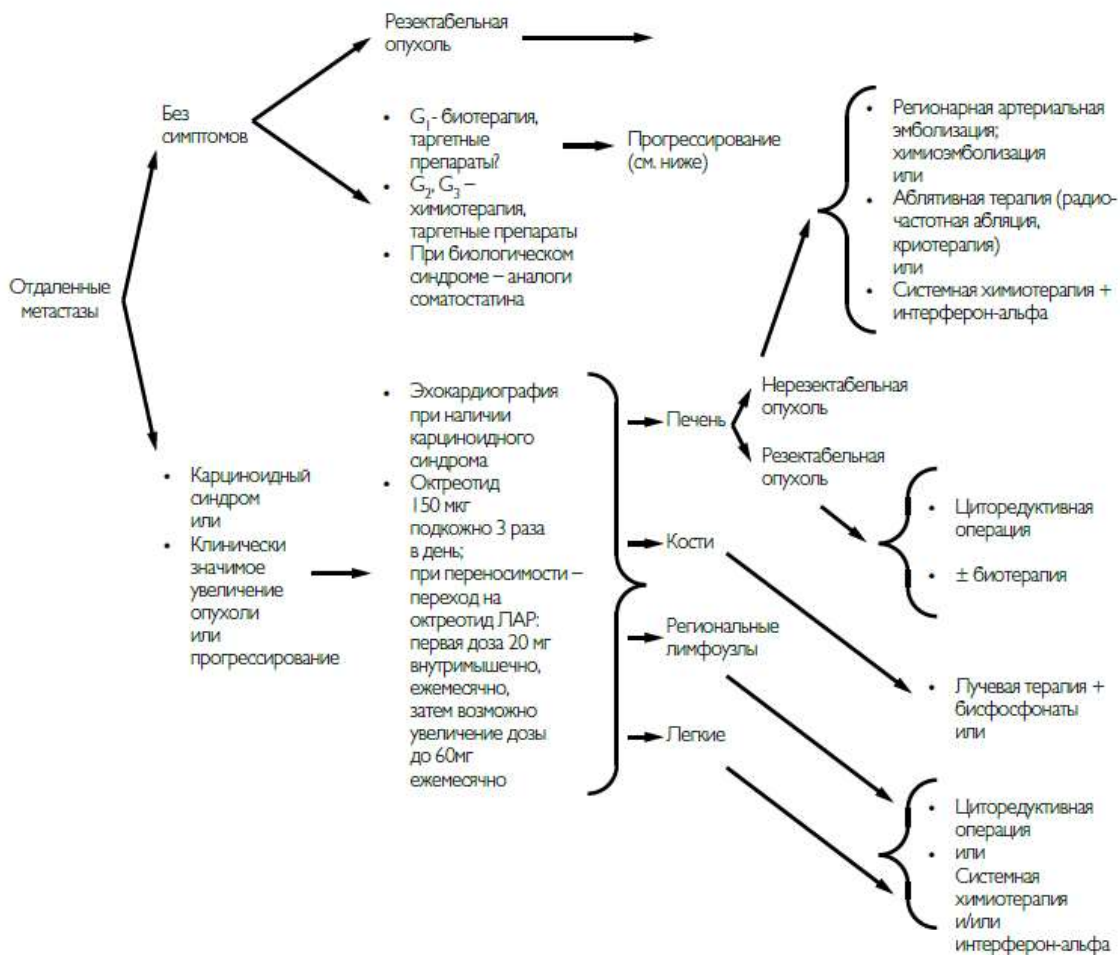 Отдаленные
метастазы
Без
симптомов
Резектабельная
опухоль
• G1- биотерапия,
таргетные
препараты?
• G2, G3 –
химиотерапия,
таргетные препараты
• При биологическом
синдроме – аналоги
соматостатина
Прогрессирование
(см. ниже)
• Карциноидный
синдром
или
• Клинически
значимое
увеличение
опухоли
или
прогрессирование
• Эхокардиография
при наличии
карциноидного
синдрома
• Октреотид
150 мкг
подкожно 3 раза
в день;
при переносимости –
переход на
октреотид ЛАР:
первая доза 20 мг
внутримышечно,
ежемесячно,
затем возможно
увеличение дозы
до 60мг
ежемесячно
Печень
Нерезектабельная
опухоль
Резектабельная
опухоль
• Регионарная артериальная
эмболизация;
химиоэмболизация
или
• Аблятивная терапия (радио-
частотная абляция,
криотерапия)
или
• Системная химиотерапия +
интерферон-альфа
• Циторедуктивная
операция
• ± биотерапия
Кости
• Лучевая терапия +
бисфосфонаты
или
Региональные
лимфоузлы
Легкие
• Циторедуктивная
операция
• или
Системная
химиотерапия
и/или
интерферон-альфа